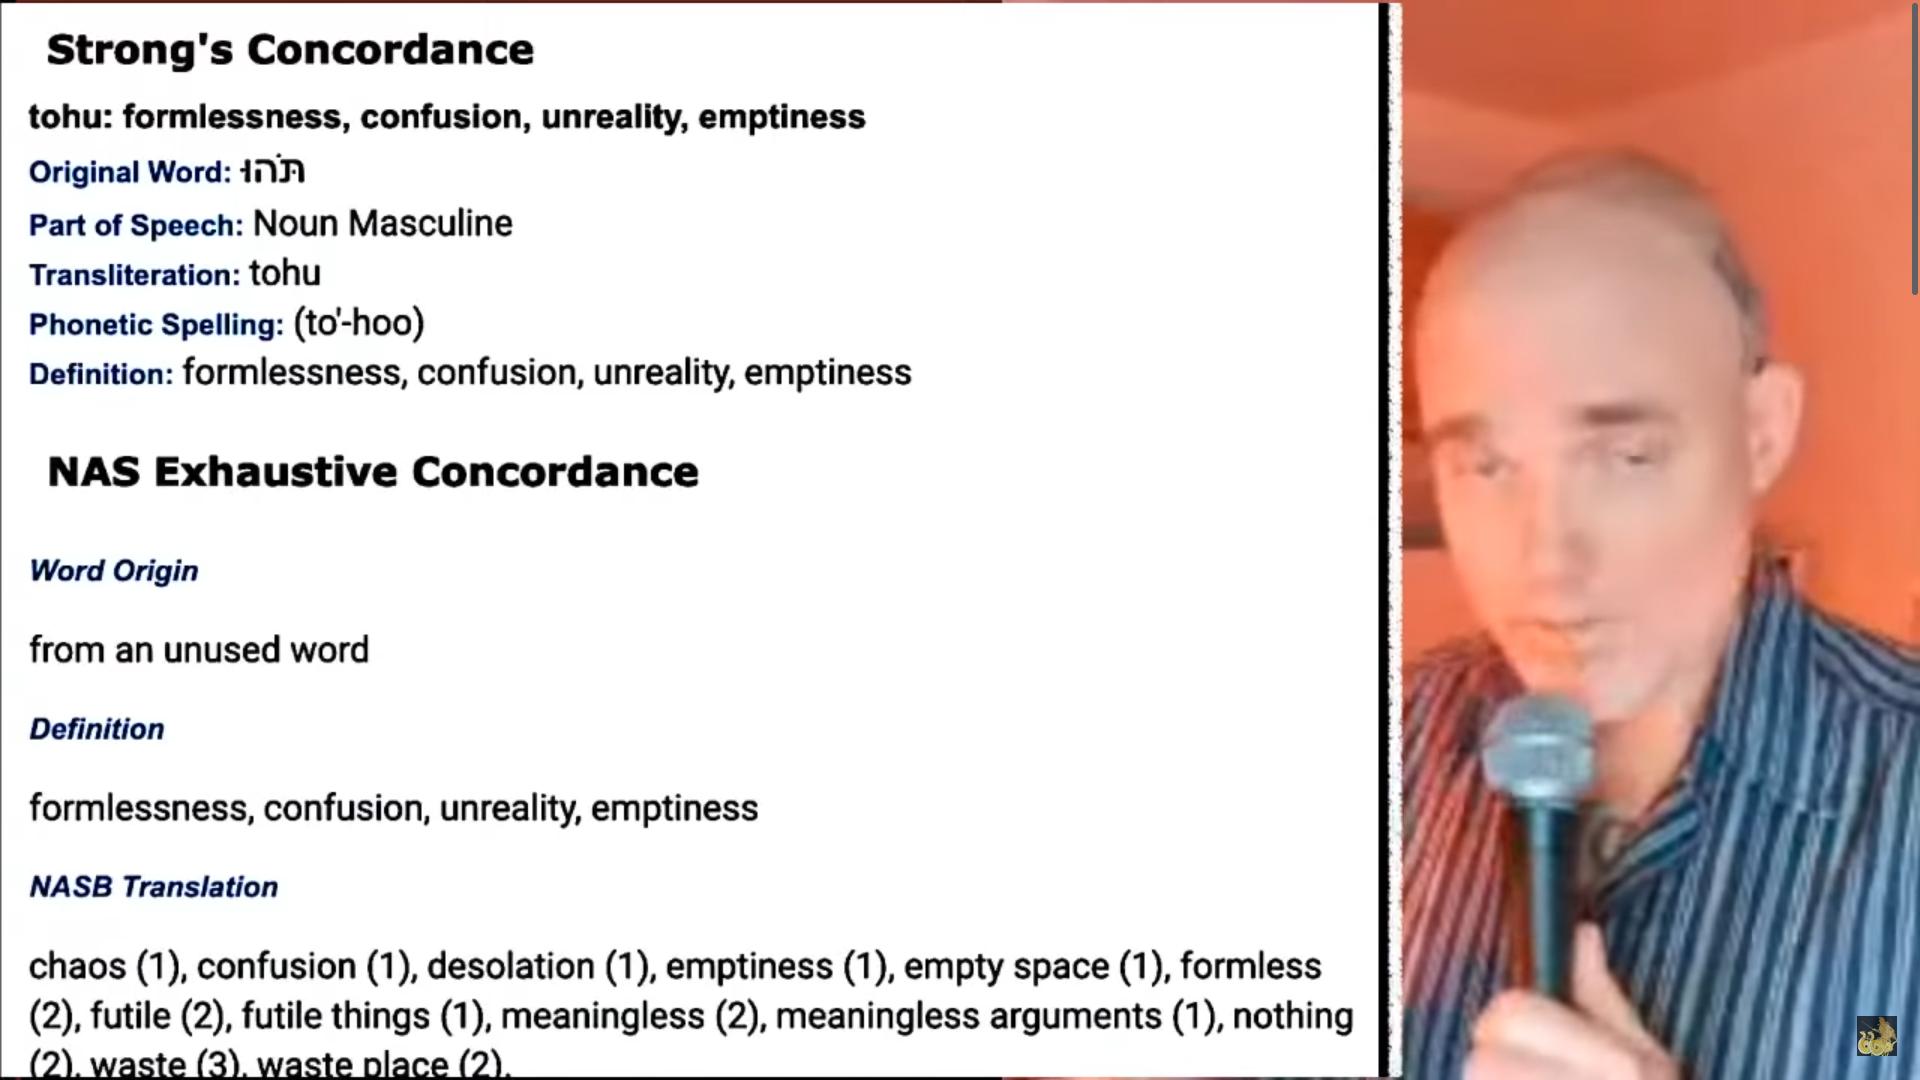 Strong's Concordance
tohu: formlessness, confusion, unreality, emptiness
Original Word: תֹּהוּ
Part of Speech: Noun Masculine
Transliteration: tohu
Phonetic Spelling: (to'-hoo)
Definition: formlessness, confusion, unreality, emptiness
NAS Exhaustive Concordance
Word Origin
from an unused word
Definition
formlessness, confusion, unreality, emptiness
NASB Translation
chaos (1), confusion (1), desolation (1), emptiness (1), empty space (1), formless
(2), futile (2), futile things (1), meaningless (2), meaningless arguments (1), nothing
(2), waste (3), waste place (2).